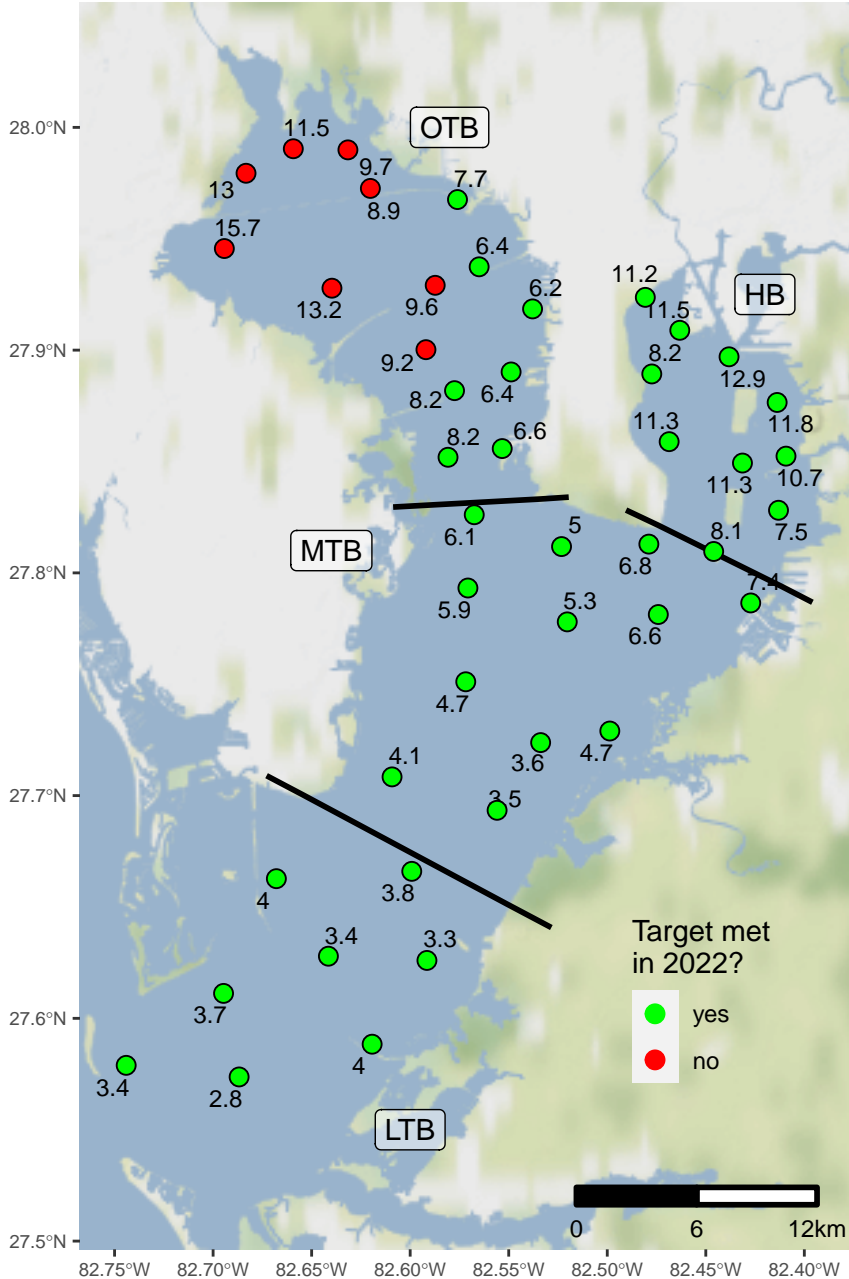 28.0°N
27.9°N
27.8°N
27.7°N
27.6°N
27.5°N
OTB
11.5
9.7
13
8.9
7.7
15.7
6.4
6.2
13.2
9.6
9.2
8.2
6.4
8.2
6.6
HB
11.2
11.5
8.2
12.9
11.8
11.3
11.3
10.7
7.5
8.1
7.4
MTB
6.1
5
6.8
5.9
5.3
6.6
4.7
4.7
3.6
4.1
3.5
3.8
4
3.4
3.3
3.7
4
3.4
2.8
LTB
Target met
in 2022?
yes
no
0 6 12km
82.75°W 82.70°W 82.65°W 82.60°W 82.55°W 82.50°W 82.45°W 82.40°W